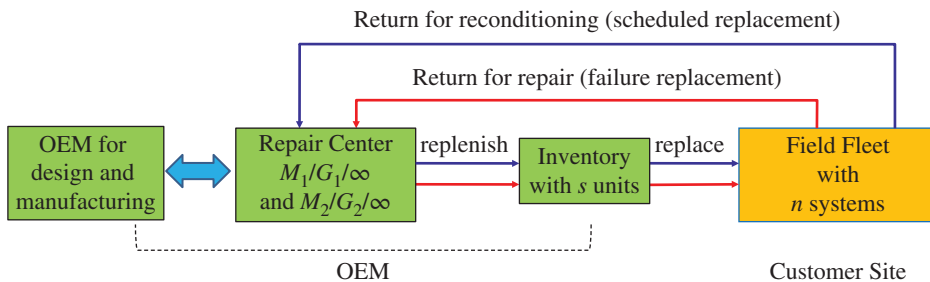 Return for reconditioning (scheduled replacement)
Return for repair (failure replacement)
OEM for
design and
manufacturing
Repair Center
M₁/G₁/∞
and M₂/G₂/∞
replenish
Inventory
with s units
replace
Field Fleet
with
n systems
OEM
Customer Site